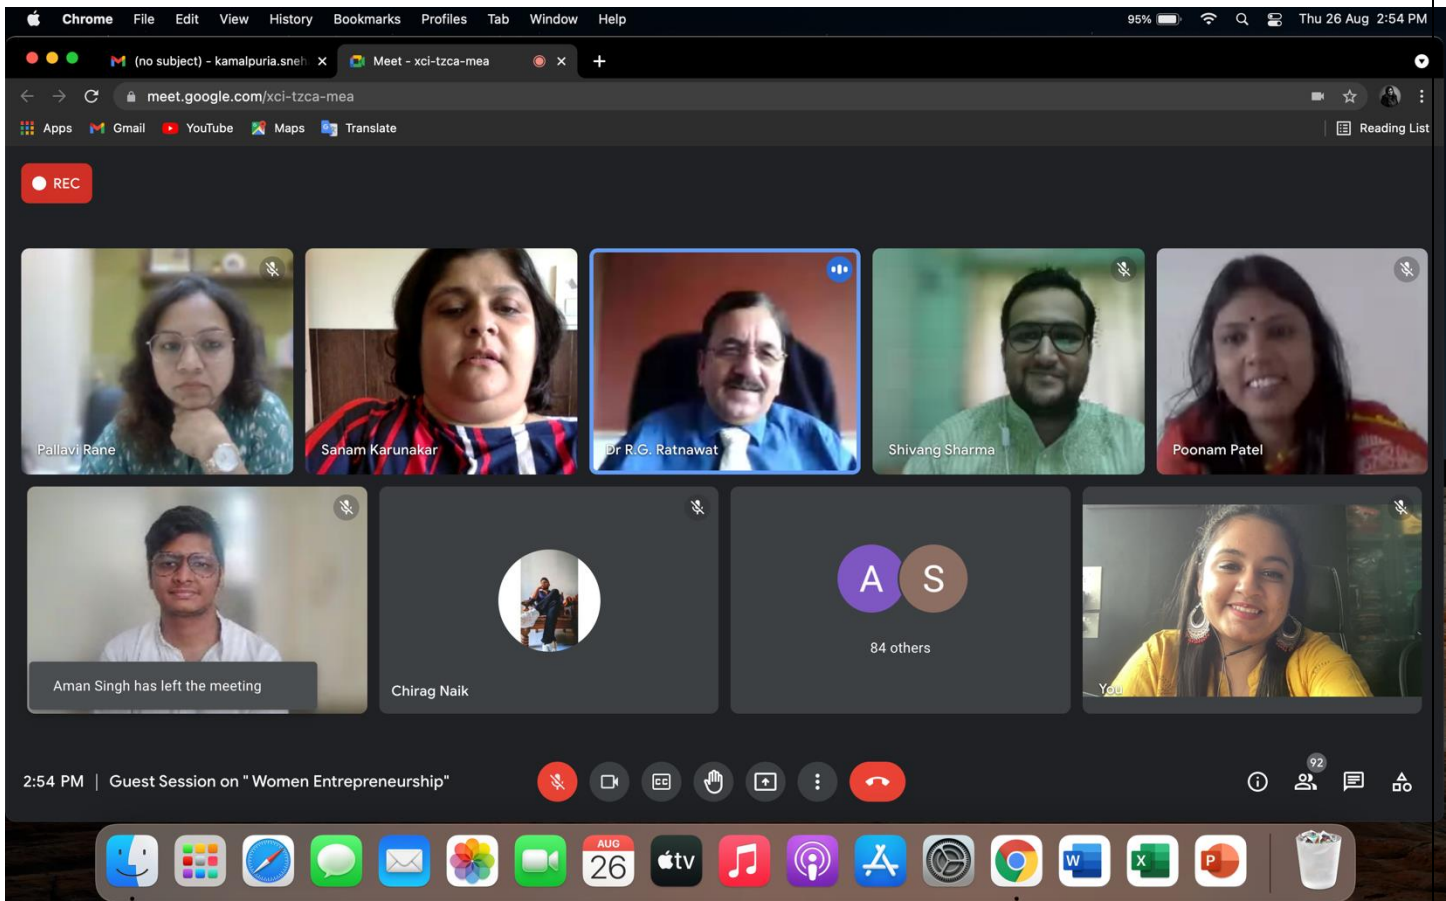 Chrome File Edit View History Bookmarks Profiles Tab Window Help 95% Thu 26 Aug 2:54 PM
(no subject) - kamalpuria.sneh Meet - xci-tzca-mea
meet.google.com/xci-tzca-mea
Apps Gmail YouTube Maps Translate Reading List
REC
Pallavi Rane Sanam Karunakar Dr R.G. Ratnawat Shivang Sharma Poonam Patel
A S
84 others
Aman Singh has left the meeting
Chirag Naik
You
92
2:54 PM | Guest Session on " Women Entrepreneurship"
CC
AUG
26
tv
W X P